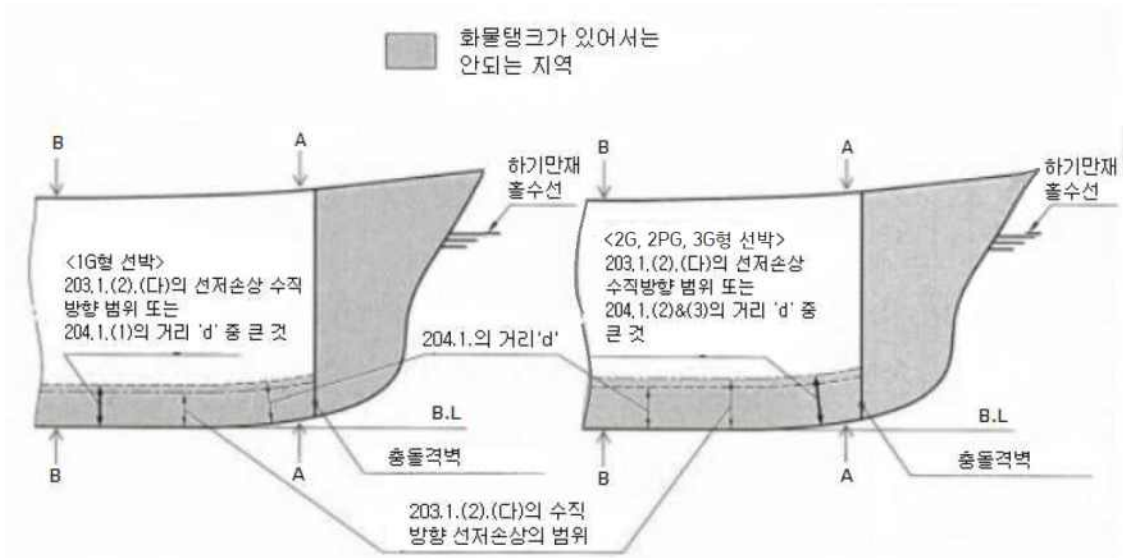 화물탱크가 있어서는
안되는 지역
B
A
하기만재
흘수선
<1G형 선박>
203.1.(2).(다)의 선저손상 수직
방향 범위 또는
204.1.(1)의 거리 'd' 중 큰 것
204.1.의 거리'd'
B.L
충돌격벽
B
A
B
A
하기만재
흘수선
<2G, 2PG, 3G형 선박>
203.1.(2).(다)의 선저손상
수직방향 범위 또는
204.1.(2)&(3)의 거리 'd' 중
큰 것
B.L
충돌격벽
B
A
203.1.(2).(다)의 수직
방향 선저손상의 범위